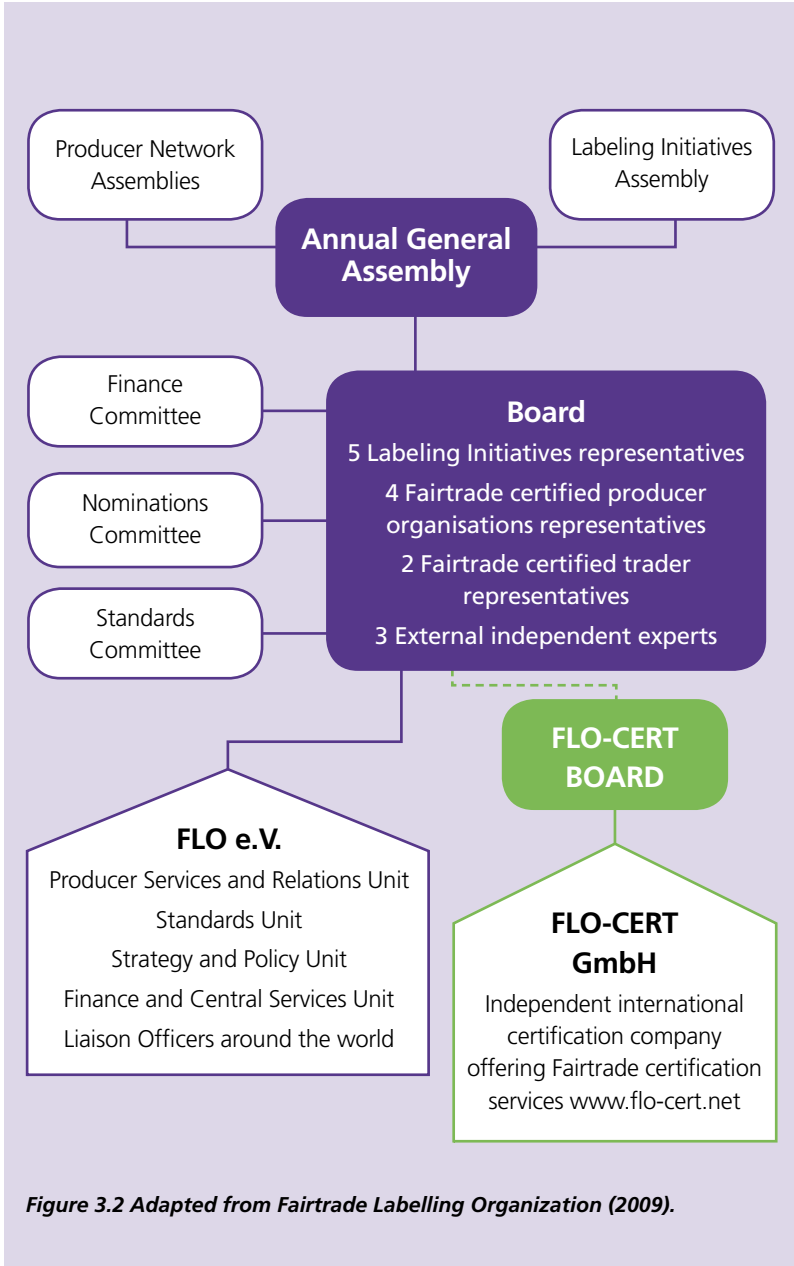 Producer Network
Assemblies
Labeling Initiatives
Assembly
Annual General
Assembly
Finance
Committee
Nominations
Committee
Standards
Committee
Board
5 Labeling Initiatives representatives
4 Fairtrade certified producer
organisations representatives
2 Fairtrade certified trader
representatives
3 External independent experts
FLO-CERT
BOARD
FLO e.V.
Producer Services and Relations Unit
Standards Unit
Strategy and Policy Unit
Finance and Central Services Unit
Liaison Officers around the world
FLO-CERT
GmbH
Independent international
certification company
offering Fairtrade certification
services www.flo-cert.net
Figure 3.2 Adapted from Fairtrade Labelling Organization (2009).